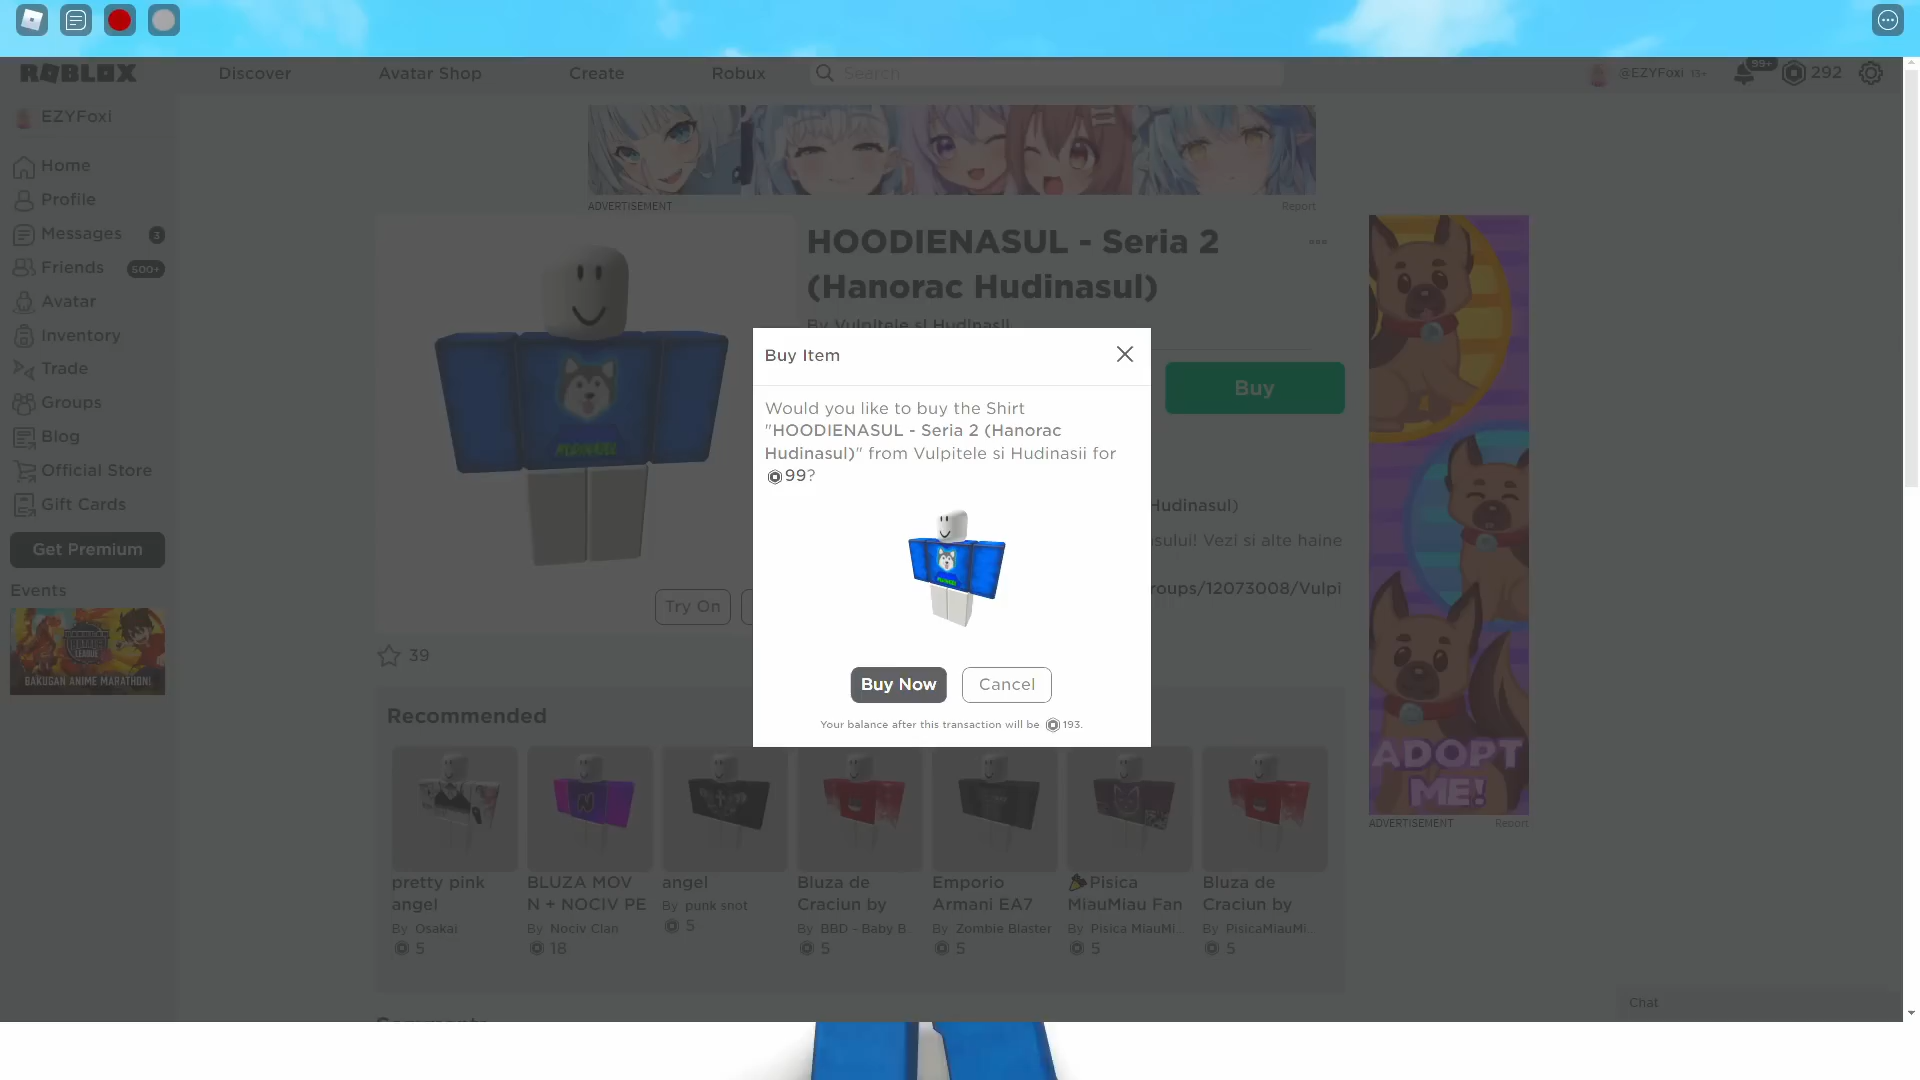 ROBLOX
Discover
Avatar Shop
Create
Robux
Search
@EZYFoxi 13+
99+
292
EZYFoxi
Home
Profile
Messages
3
Friends
500+
Avatar
Inventory
Trade
Groups
Blog
Official Store
Gift Cards
Get Premium
Events
BAKUGAN ANIME MARATHON!
ADVERTISEMENT
Report
HOODIENASUL - Seria 2
(Hanorac Hudinasul)
By Vulpitele si Hudinasii
Buy
Hudinasul)
asului! Vezi si alte haine
roups/12073008/Vulpi
Try On
39
Buy Item
Would you like to buy the Shirt
"HOODIENASUL - Seria 2 (Hanorac
Hudinasul)" from Vulpitele si Hudinasii for
99?
Buy Now
Cancel
Your balance after this transaction will be 193.
Recommended
pretty pink
angel
By Osakai
5
BLUZA MOV
N + NOCIV PE
By Nociv Clan
18
angel
By punk snot
5
Bluza de
Craciun by
By BBD - Baby B.
5
Emporio
Armani EA7
By Zombie Blaster
5
Pisica
MiauMiau Fan
By Pisica MiauMi...
5
Bluza de
Craciun by
By PisicaMiauMi.
5
ADOPT
ME!
ADVERTISEMENT
Report
Chat